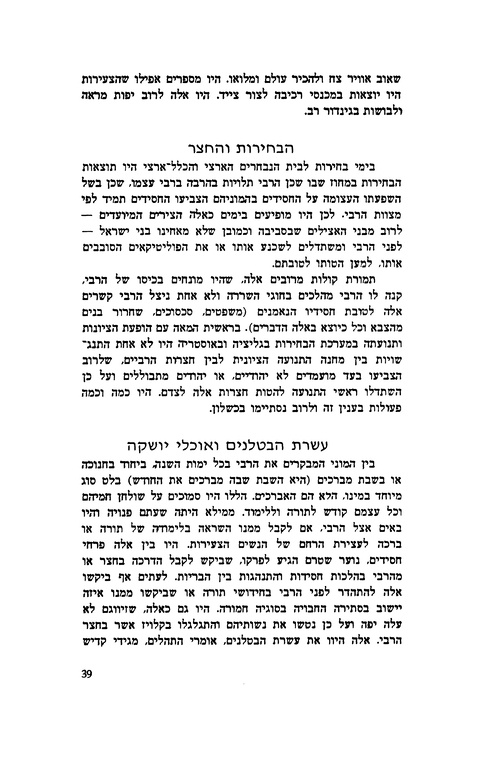 שאוב אוויר צח ולהכיר עולם ומלואו. היו מספרים אפילו שהצעירות
היו יוצאות במכנסי רכיבה לצור צייד. היו אלה לרוב יפות מראה
ולבושות בגינדור רב.
הבחירות והחצר
בימי בחירות לבית הנבחרים הארצי והכלל־ארצי היו תוצאות
הבחירות במחוז שבו שכן הרבי תלויות בהרבה ברבי עצמו, שכן בשל
השפעתו העצומה על החסידים בהמוניהם הצביעו החסידים תמיד לפי
מצוות הרבי. לכן היו מופיעים בימים כאלה הצירים המיועדים —
לרוב מבני האצילים שבסביבה וכמובן שלא מאחינו בני ישראל —
לפני הרבי ומשתדלים לשכנע אותו או את הפוליטיקאים הסובבים
אותו, למען הטותו לטובתם.
תמורת קולות מרובים אלה, שהיו מונחים בכיסו של הרבי,
קנה לו הרבי מהלכים בחוגי השררה ולא אחת ניצל הרבי קשרים
אלה לטובת חסידיו הנאמנים (משפטים, סכסוכים, שחרור בנים
מהצבא וכל כיוצא באלה הדברים). בראשית המאה עם הופעת הציונות
ותנועתה במערכת הבחירות בגליציה ובאוסטריה היו לא אחת התנג־
שויות בין מחנה התנועה הציונית לבין חצרות הרביים, שלרוב
הצביעו בעד מועמדים לא יהודיים, או יהודים מתבוללים ועל כן
השתדלו ראשי התנועה להטות חצרות אלה לצדם. היו כמה וכמה
פעולות בענין זה ולרוב נסתיימו בכשלון.
עשרת הבטלנים ואוכלי יושקה
בין המוני המבקרים את הרבי בכל ימות השנה, ביחוד בחנוכה
או בשבת מברכים (היא השבת שבה מברכים את החודש) בלט סוג
מיוחד במינו, הלא הם האברכים. הללו היו סמוכים על שולחן חמיהם
וכל עצמם קודש לתורה וללימוד. ממילא היתה שעתם פנויה והיו
באים אצל הרבי, אם לקבל ממנו השראה בלימודיה של תורה או
ברכה לעצירת הרחם של הנשים הצעירות. היו בין אלה פרחי
חסידים, נוער שטרם הגיע לפרקו, שביקש לקבל הדרכה בחצר או
מהרבי בהלכות חסידות והתנהגות בין הבריות. לעתים אף ביקשו
אלה להתהדר לפני הרבי בחידושי תורה או שביקשו ממנו איזה
יישוב בסתירה החבויה בסוגיה חמורה. היו גם כאלה, שזיווגם לא
עלה יפה ועל כן נטשו את נשותיהם והתגלגלו בקלויז אשר בחצר
הרבי. אלה היוו את עשרת הבטלנים, אומרי התהלים, מגידי קדיש
39